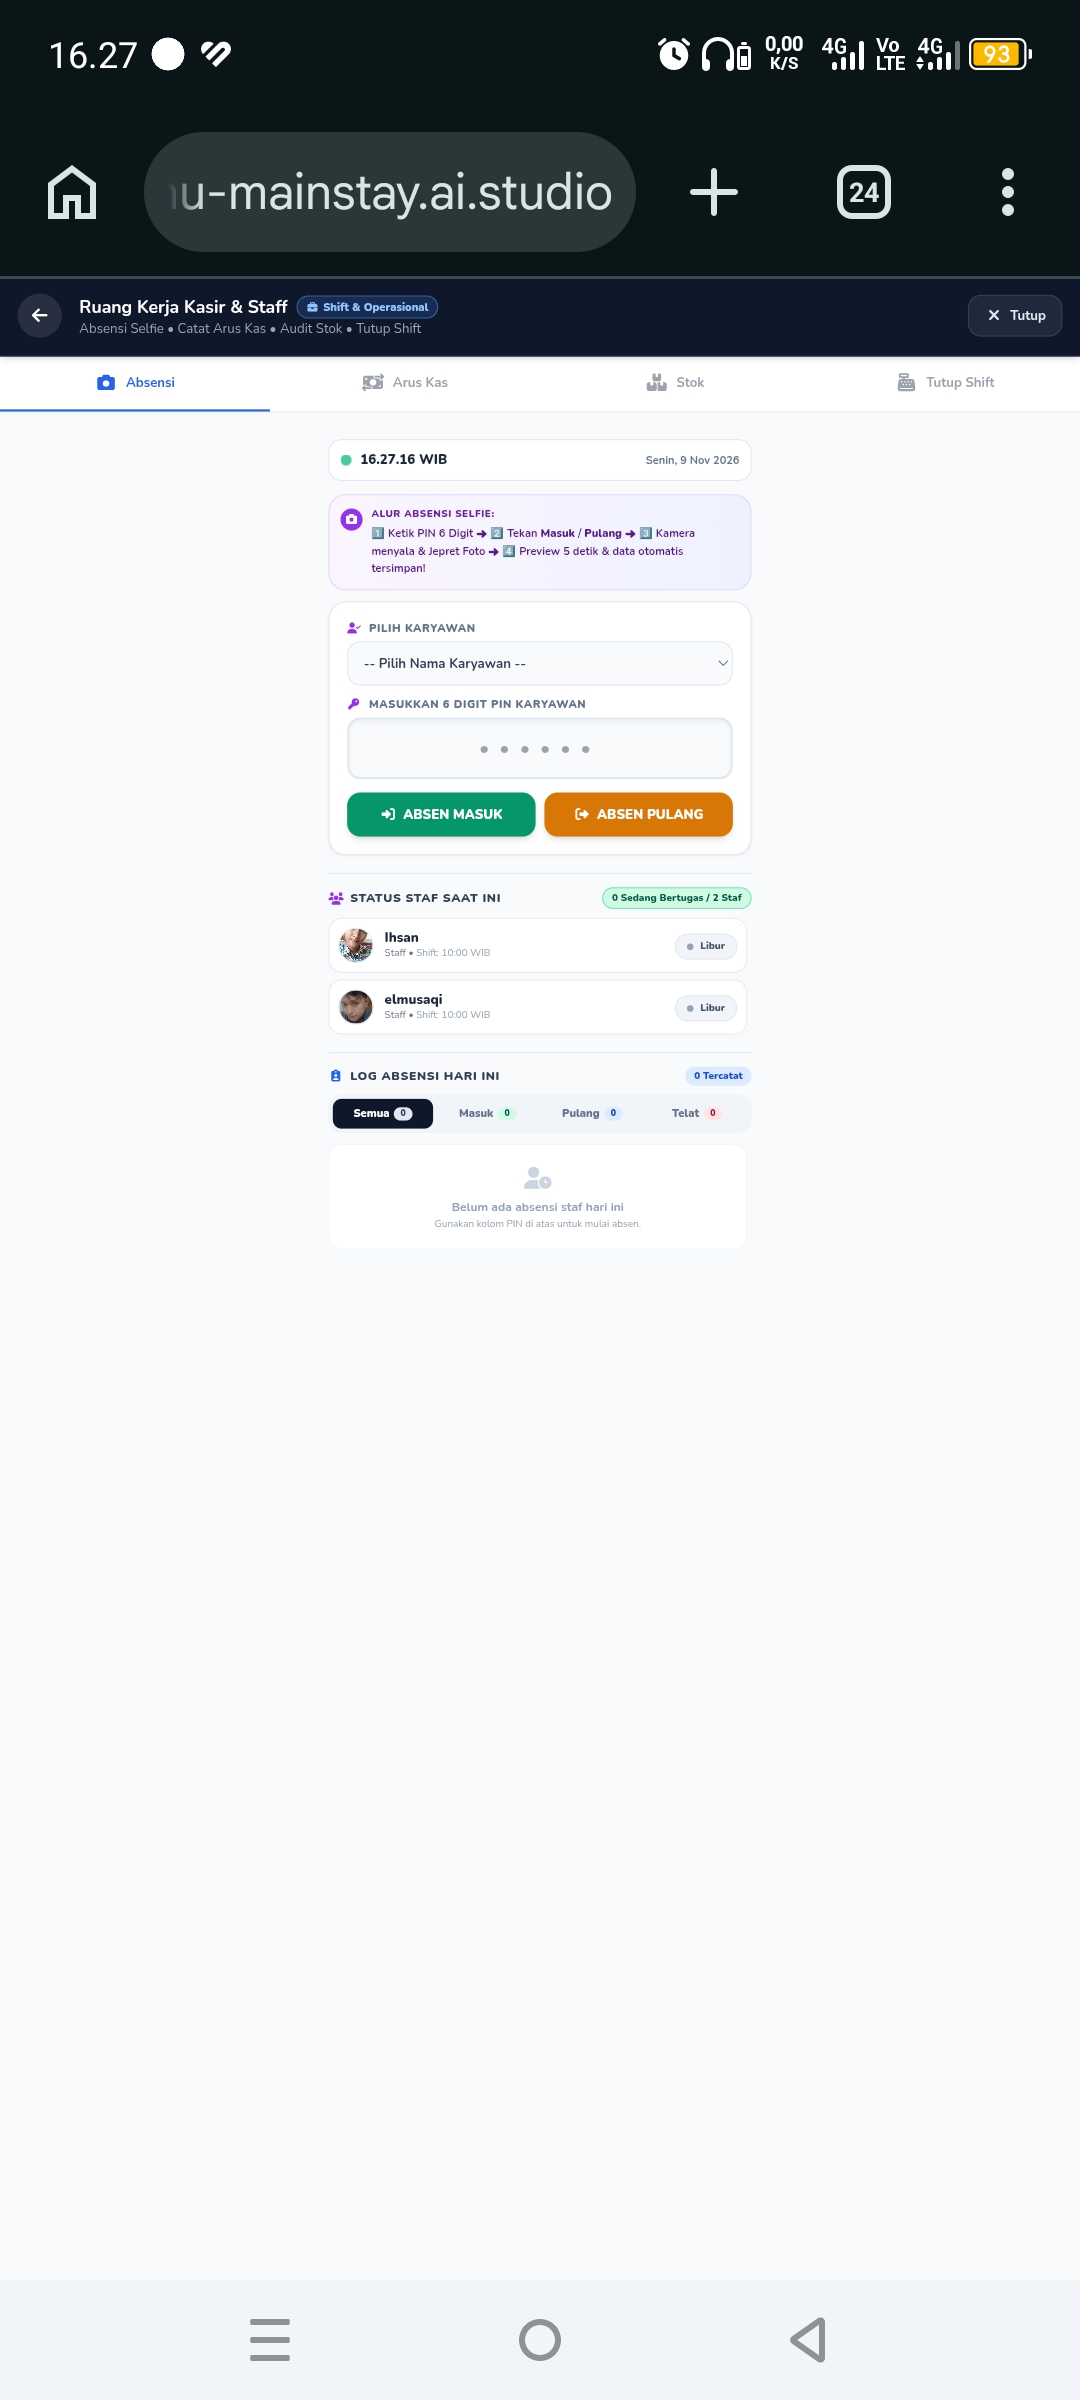 16.27
0,00
K/S
4G
Vo
LTE
4G
93
u-mainstay.ai.studio
24
Ruang Kerja Kasir & Staff
Shift & Operasional
Absensi Selfie • Catat Arus Kas • Audit Stok • Tutup Shift
Tutup
Absensi
Arus Kas
Stok
Tutup Shift
16.27.16 WIB
Senin, 9 Nov 2026
ALUR ABSENSI SELFIE:
1️⃣ Ketik PIN 6 Digit ➜ 2️⃣ Tekan Masuk / Pulang ➜ 3️⃣ Kamera
menyala & Jepret Foto ➜ 4️⃣ Preview 5 detik & data otomatis
tersimpan!
PILIH KARYAWAN
-- Pilih Nama Karyawan --
MASUKKAN 6 DIGIT PIN KARYAWAN
••••••
ABSEN MASUK
ABSEN PULANG
STATUS STAF SAAT INI
0 Sedang Bertugas / 2 Staf
Ihsan
Staff • Shift: 10:00 WIB
Libur
elmusaqi
Staff • Shift: 10:00 WIB
Libur
LOG ABSENSI HARI INI
0 Tercatat
Semua 0
Masuk 0
Pulang 0
Telat 0
Belum ada absensi staf hari ini
Gunakan kolom PIN di atas untuk mulai absen.